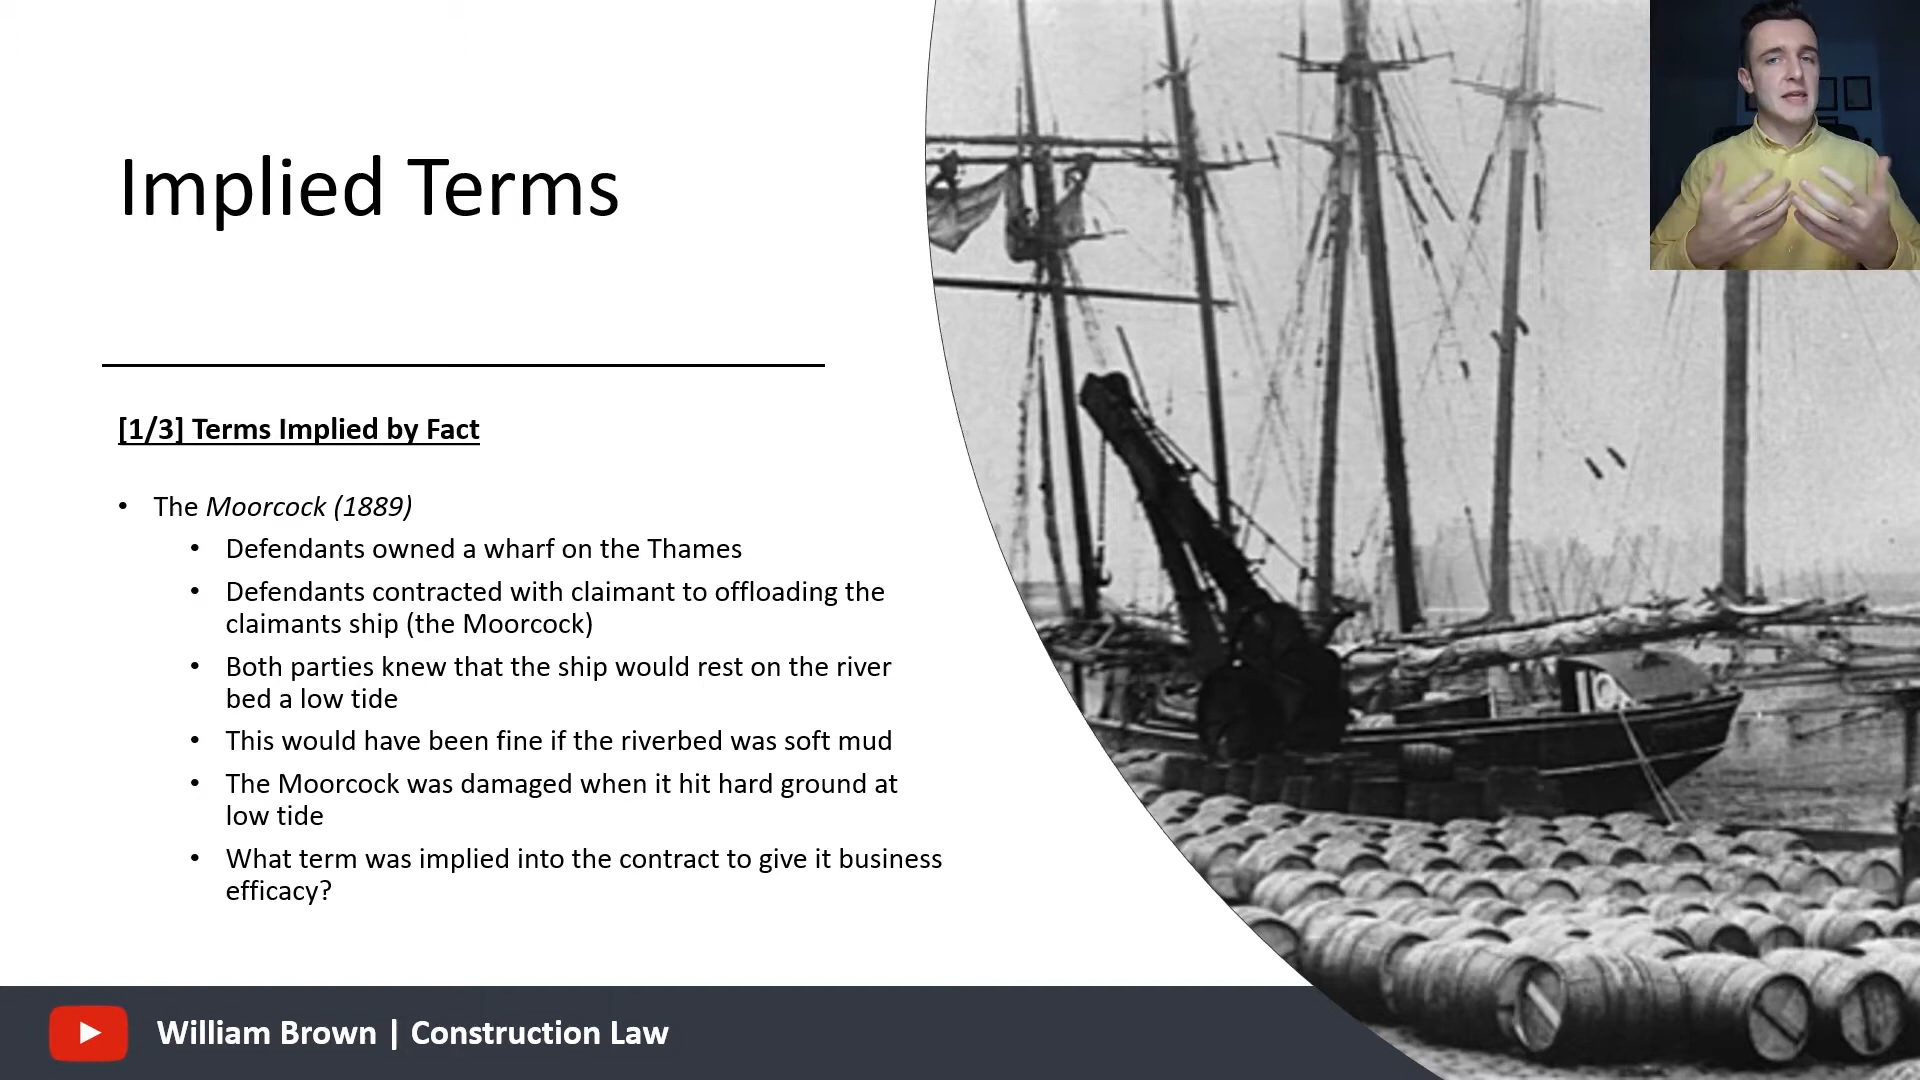 Implied Terms
[1/3] Terms Implied by Fact
• The Moorcock (1889)
• Defendants owned a wharf on the Thames
• Defendants contracted with claimant to offloading the
claimants ship (the Moorcock)
• Both parties knew that the ship would rest on the river
bed a low tide
• This would have been fine if the riverbed was soft mud
• The Moorcock was damaged when it hit hard ground at
low tide
• What term was implied into the contract to give it business
efficacy?
William Brown | Construction Law